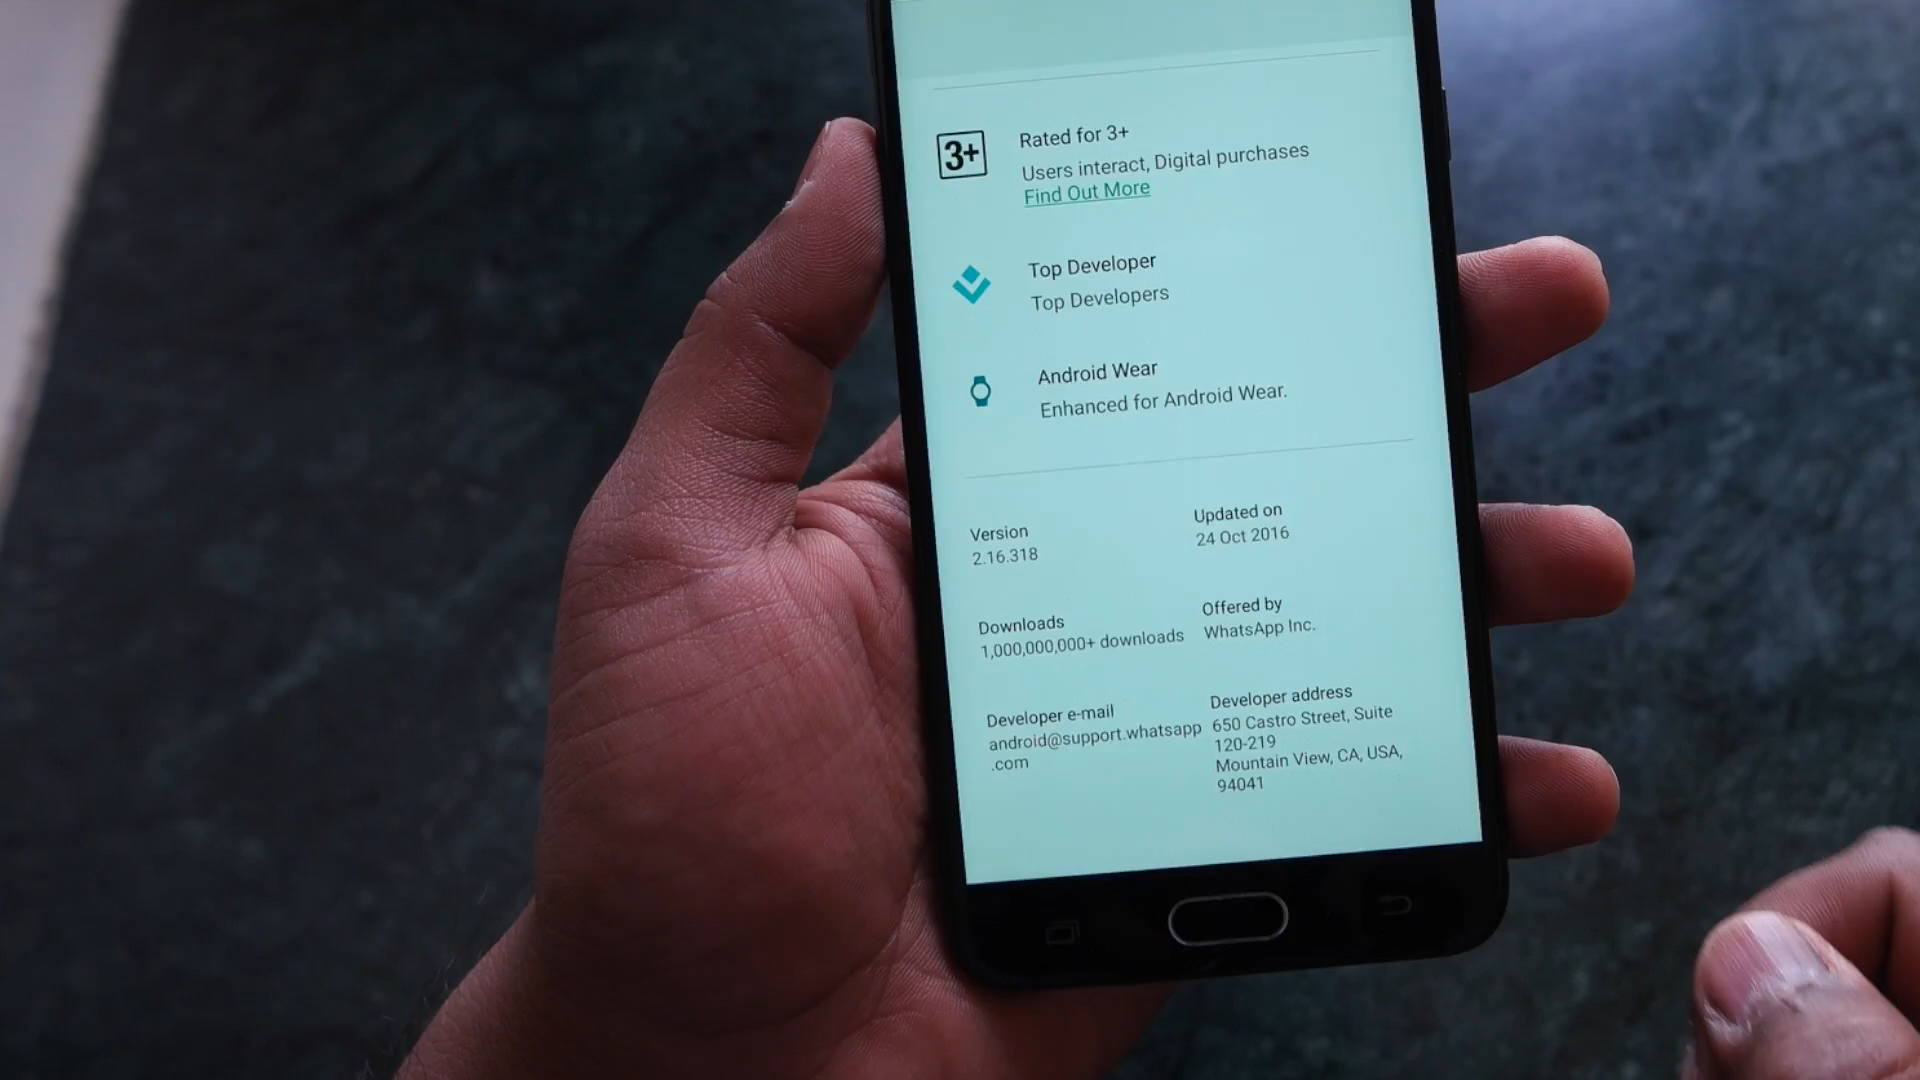 3+
Rated for 3+
Users interact, Digital purchases
Find Out More
Top Developer
Top Developers
Android Wear
Enhanced for Android Wear.
Version
2.16.318
Updated on
24 Oct 2016
Downloads
1,000,000,000+ downloads
Offered by
WhatsApp Inc.
Developer e-mail
android@support.whatsapp
.com
Developer address
650 Castro Street, Suite
120-219
Mountain View, CA, USA,
94041